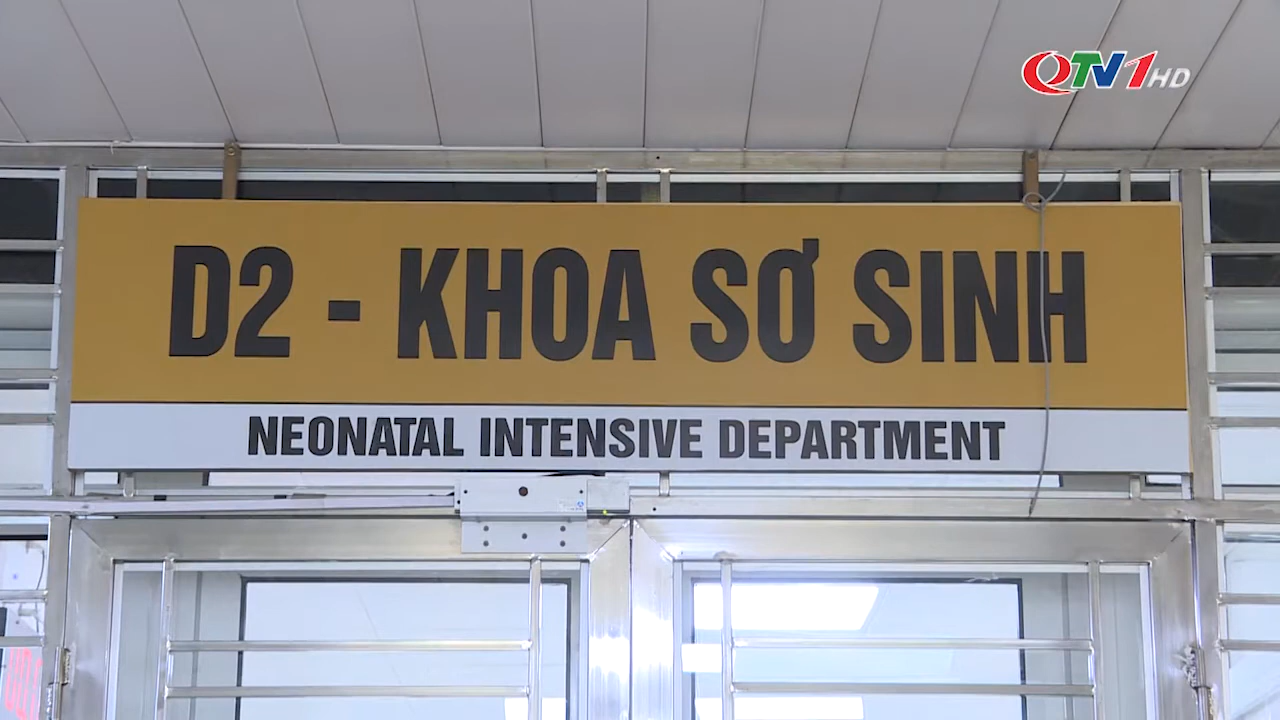 QTV1HD
D2 - KHOA SƠ SINH
NEONATAL INTENSIVE DEPARTMENT